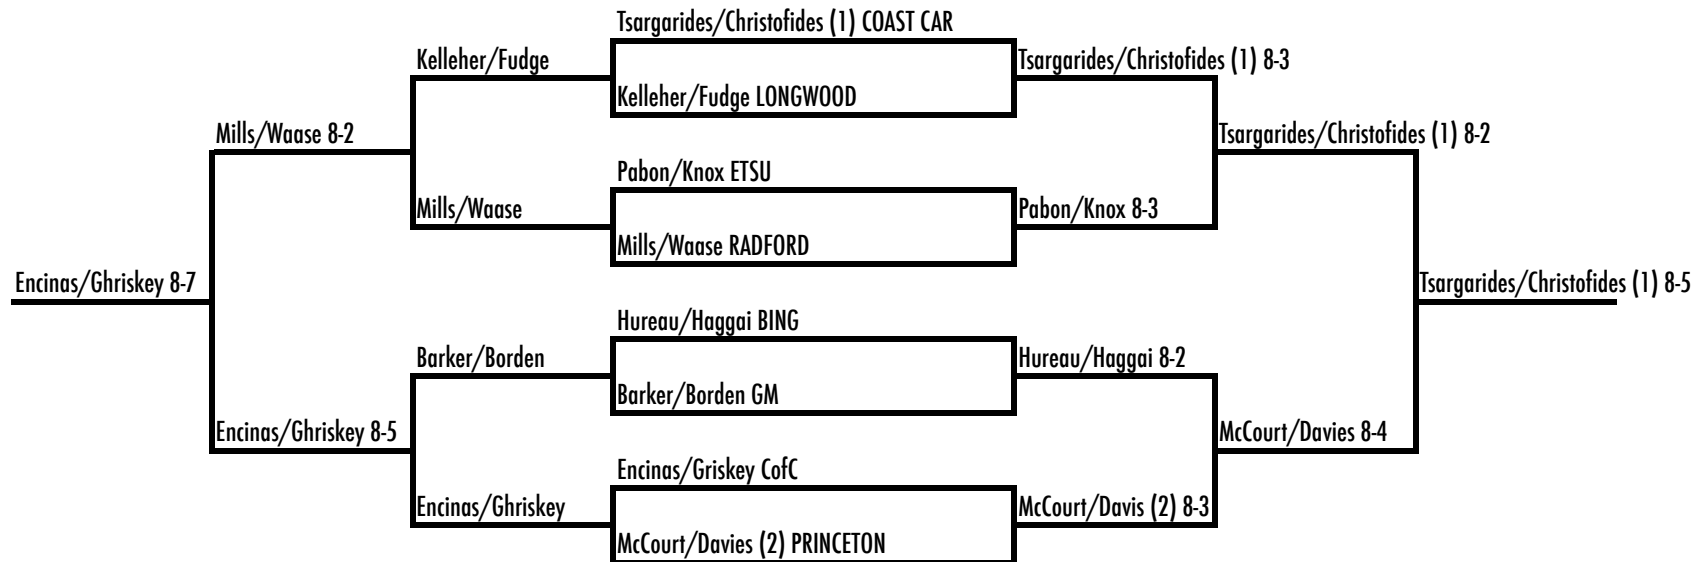 Tsargarides/Christofides (1) COAST CAR
Kelleher/Fudge
Tsargarides/Christofides (1) 8-3
Kelleher/Fudge LONGWOOD
Mills/Waase 8-2
Tsargarides/Christofides (1) 8-2
Pabon/Knox ETSU
Mills/Waase
Pabon/Knox 8-3
Mills/Waase RADFORD
Encinas/Ghriskey 8-7
Tsargarides/Christofides (1) 8-5
Hureau/Haggai BING
Barker/Borden
Hureau/Haggai 8-2
Barker/Borden GM
Encinas/Ghriskey 8-5
McCourt/Davies 8-4
Encinas/Griskey CofC
Encinas/Ghriskey
McCourt/Davis (2) 8-3
McCourt/Davies (2) PRINCETON